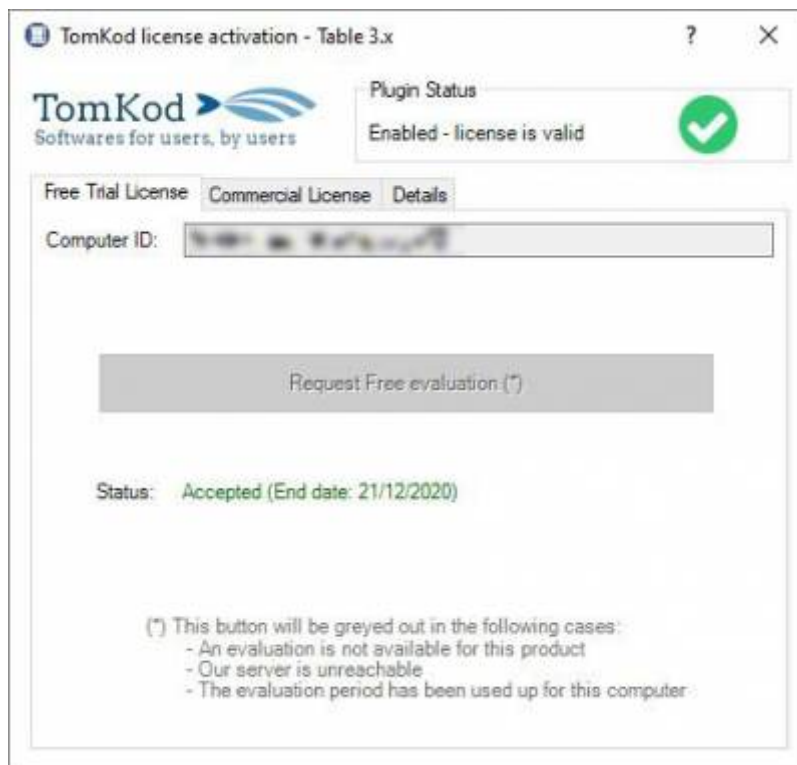 TomKod license activation - Table 3.x
?
TomKod
Softwares for users, by users
Plugin Status
Enabled - license is valid
Free Trial License
Commercial License
Details
Computer ID:
Request Free evaluation (*)
Status: Accepted (End date: 21/12/2020)
(*) This button will be greyed out in the following cases:
- An evaluation is not available for this product
- Our server is unreachable
- The evaluation period has been used up for this computer